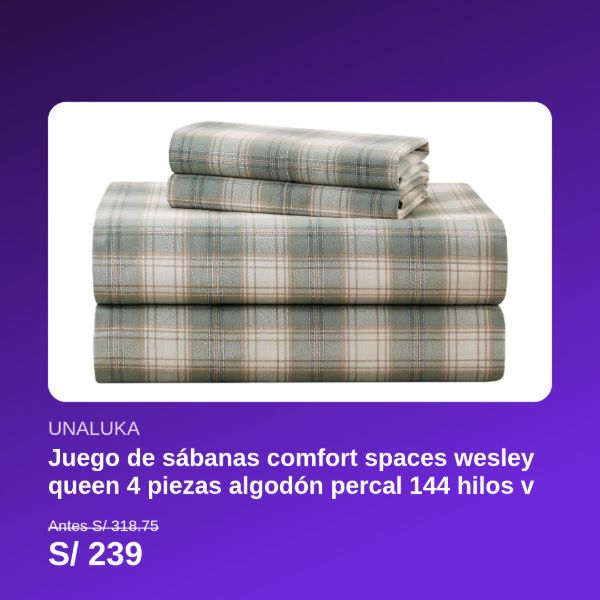 UNALUKA
Juego de sábanas comfort spaces wesley
queen 4 piezas algodón percal 144 hilos v
Antes S/ 318.75
S/ 239